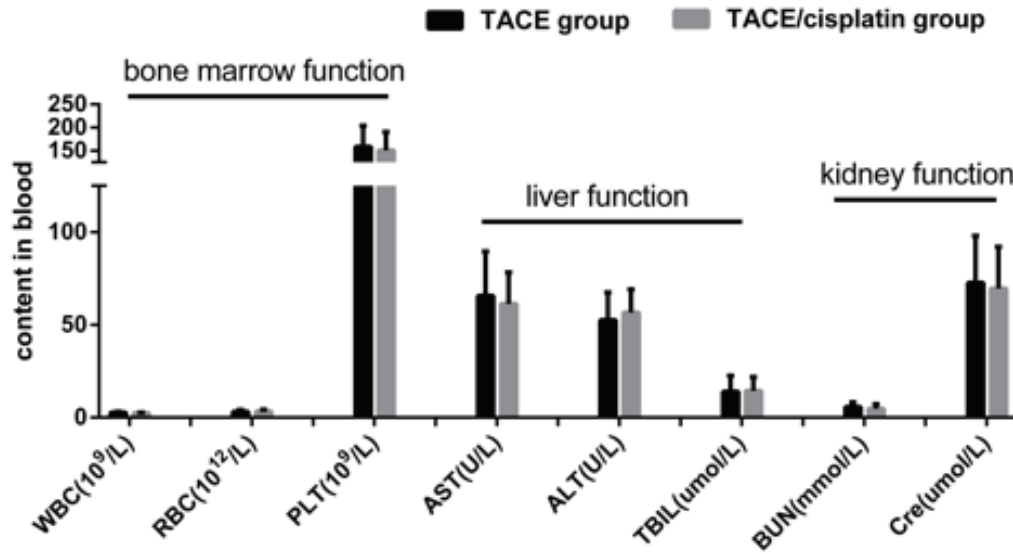 TACE group TACE/cisplatin group
bone marrow function
liver function
kidney function
content in blood
250
200
150
100
50
0
WBC(10⁹/L)
RBC(10¹²/L)
PLT(10⁹/L)
AST(U/L)
ALT(U/L)
TBIL(umol/L)
BUN(mmol/L)
Cre(umol/L)